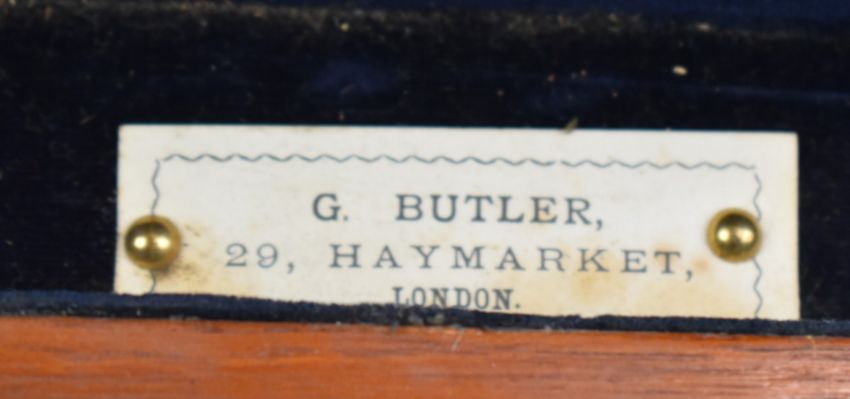 G. BUTLER,
29, HAYMARKET,
LONDON.